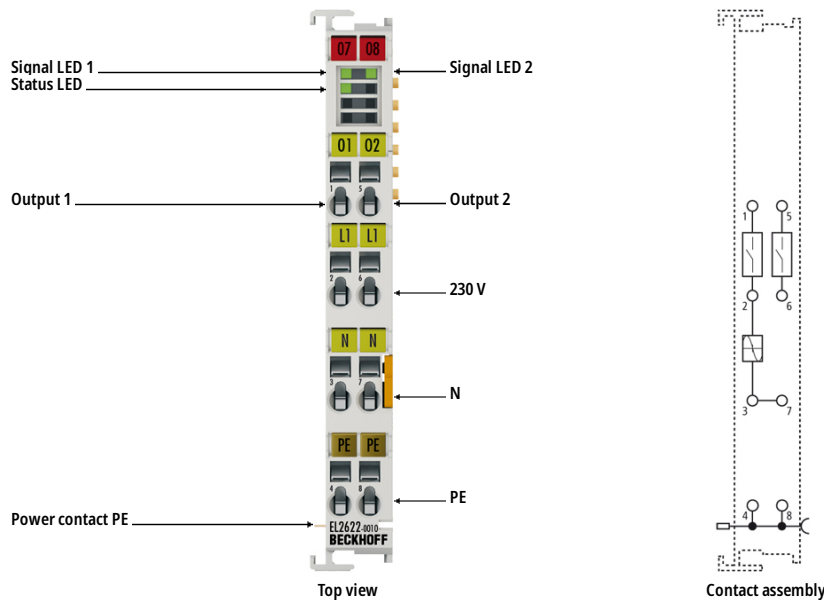 07 08
Signal LED 1
Signal LED 2
Status LED
01 02
1 5
Output 1
Output 2
L1 L1
2 6
230 V
N N
3 7
N
PE PE
4 8
PE
Power contact PE
EL2622-0010
BECKHOFF
Top view
1 5
2 6
3 7
4 8
Contact assembly